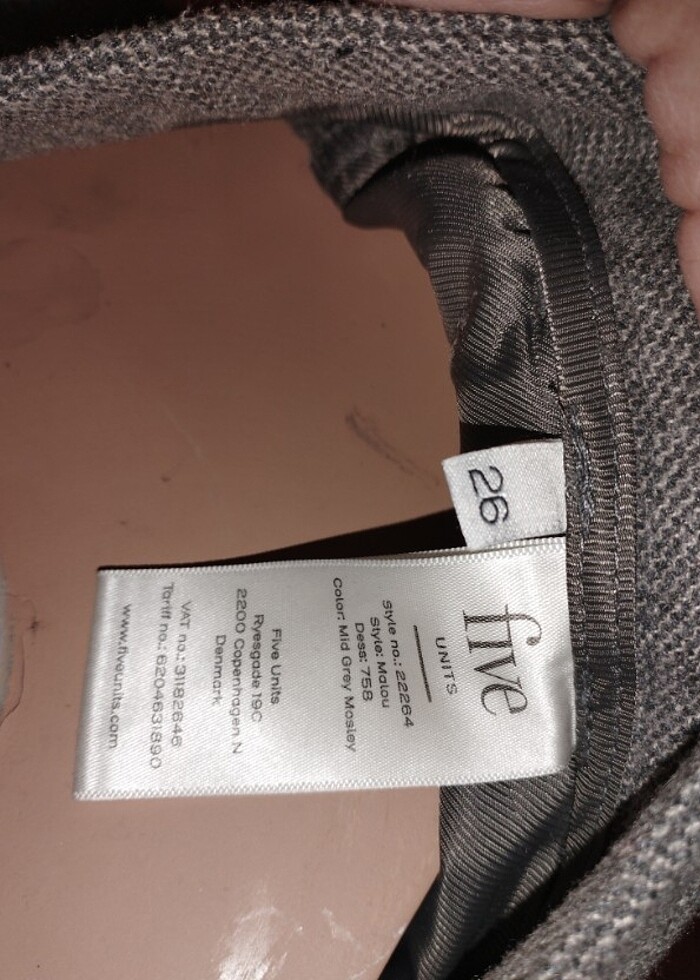 26
five
UNITS
Style no.: 22264
Style: Malou
Dess: 758
Color: Mid Grey Mosley
Five Units
Ryesgade 19C
2200 Copenhagen N
Denmark
VAT no.: 31182646
Tariff no.: 6204631890
www.fiveunits.com